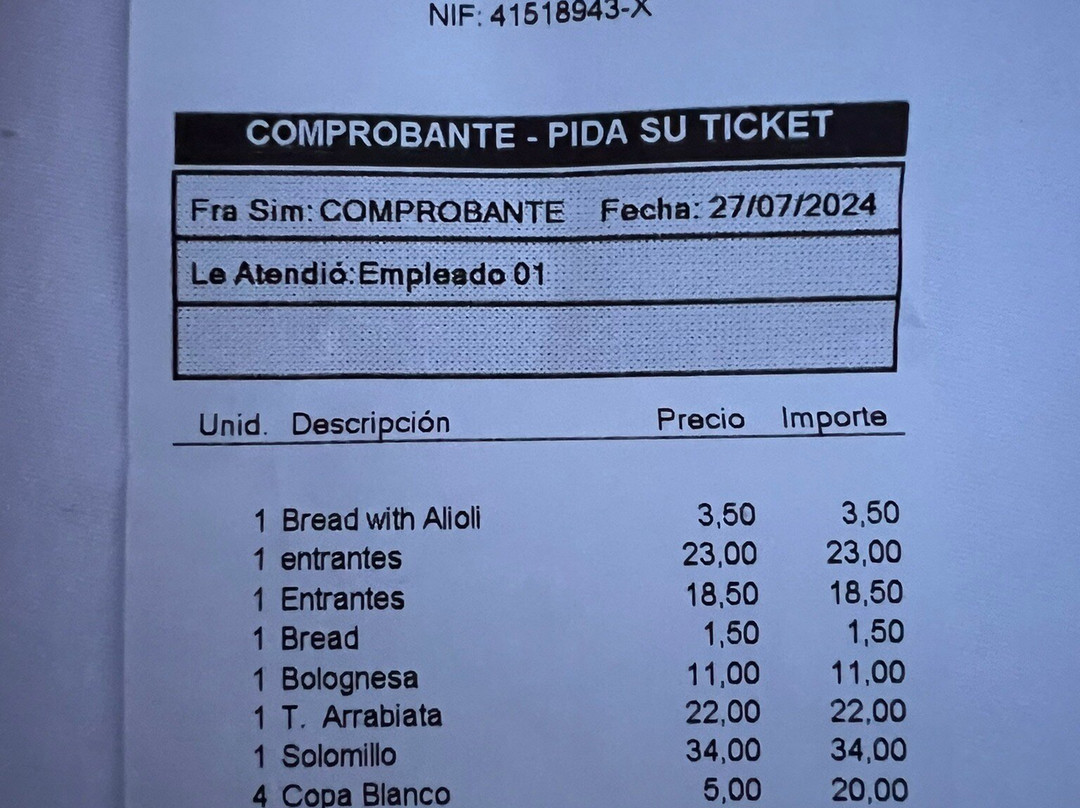 NIF: 41518943-X
COMPROBANTE - PIDA SU TICKET
Fra Sim: COMPROBANTE Fecha: 27/07/2024
Le Atendió: Empleado 01
Unid. Descripción Precio Importe
1 Bread with Alioli 3,50 3,50
1 entrantes 23,00 23,00
1 Entrantes 18,50 18,50
1 Bread 1,50 1,50
1 Bolognesa 11,00 11,00
1 T. Arrabiata 22,00 22,00
1 Solomillo 34,00 34,00
4 Copa Blanco 5,00 20,00